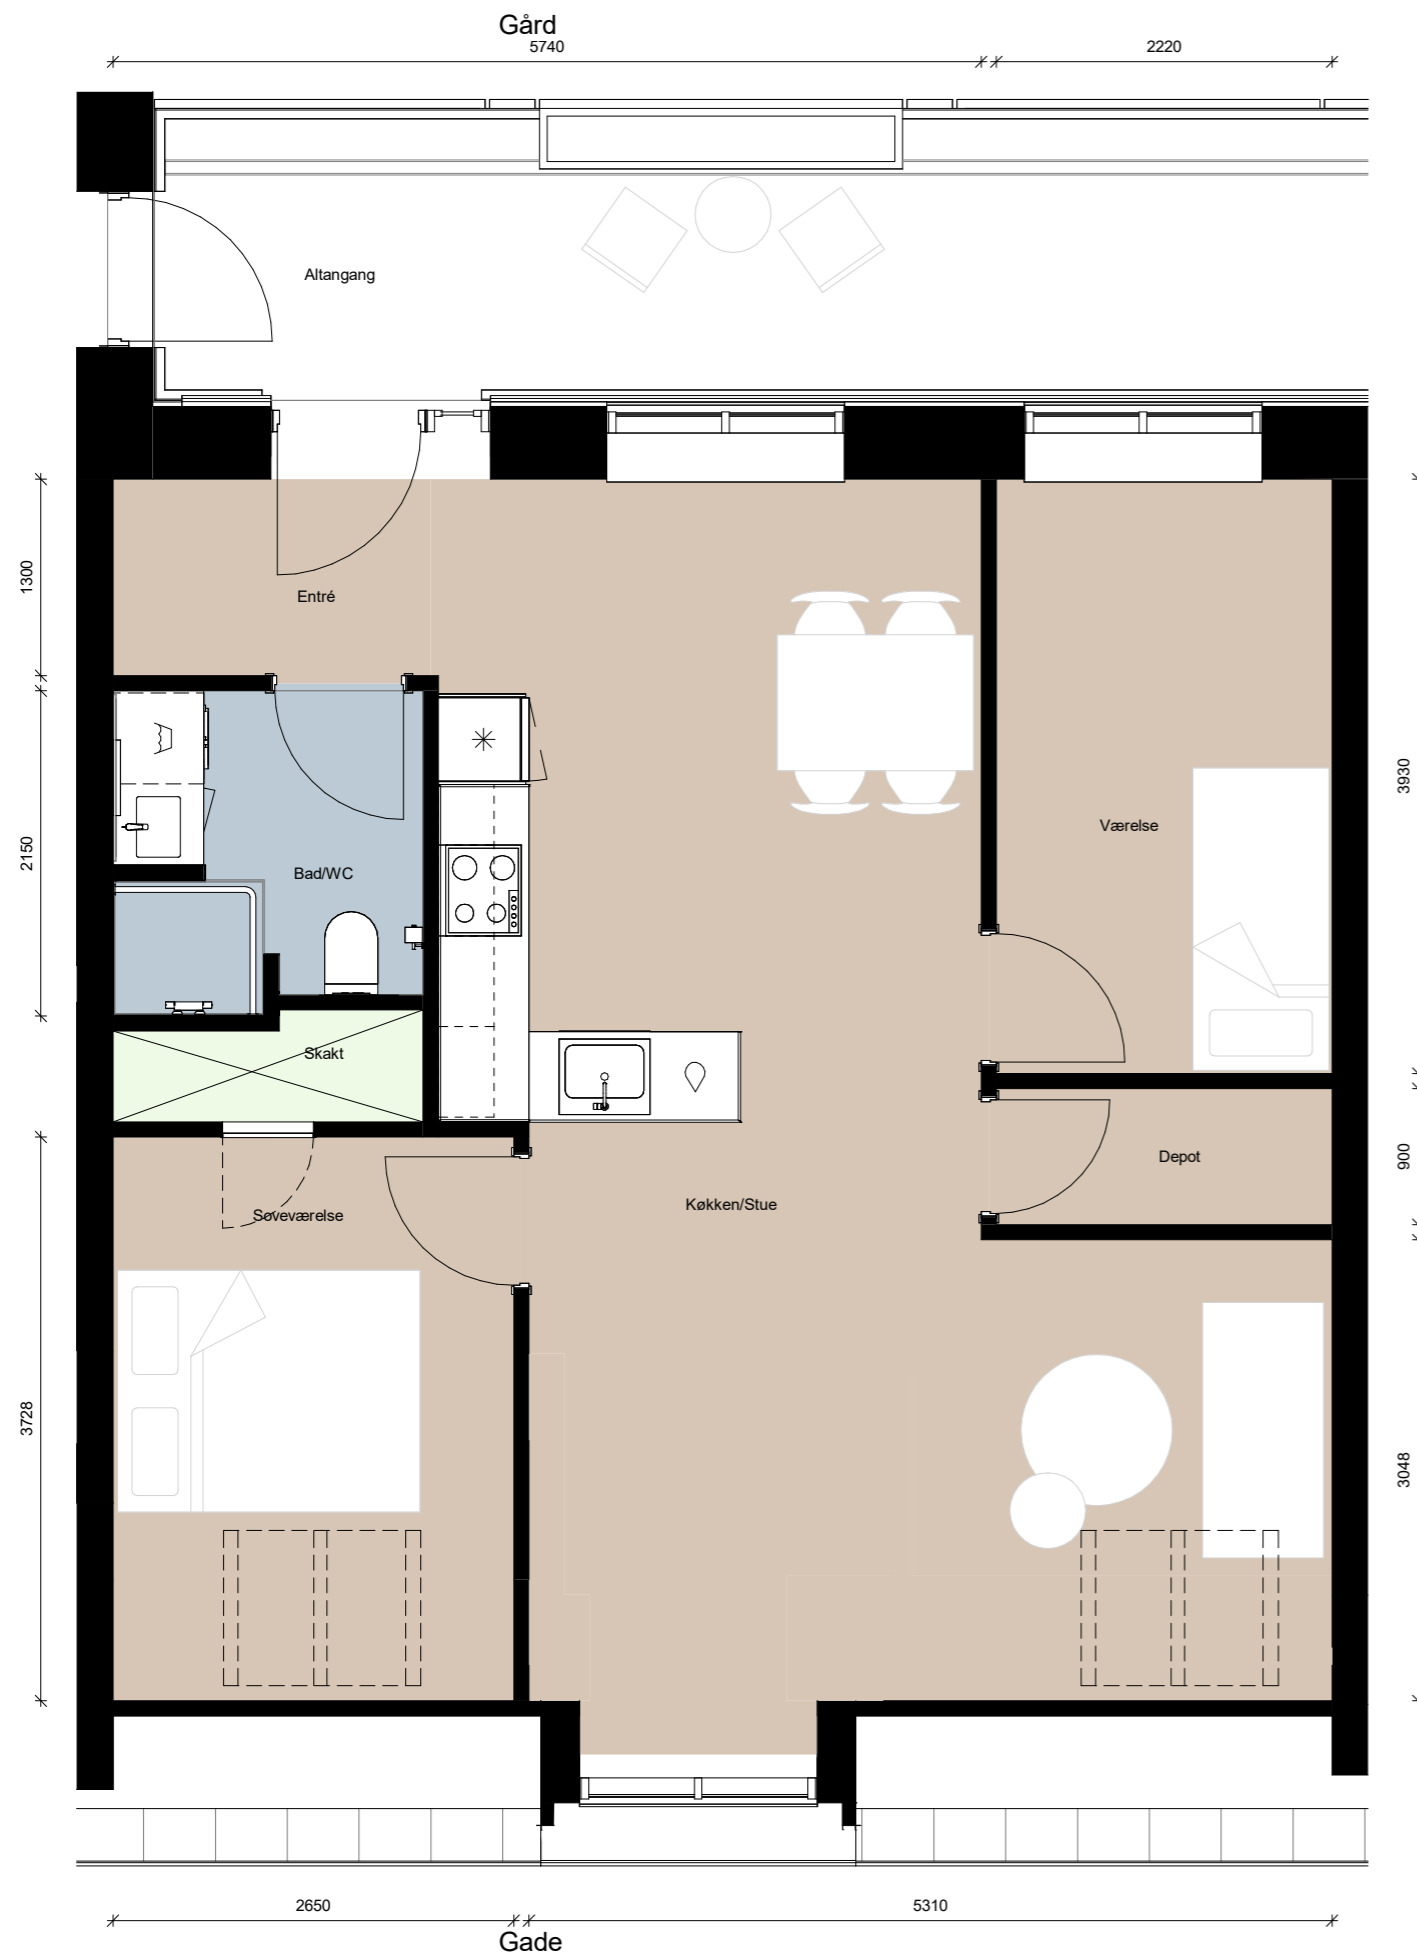 Gård
5740
2220
Altangang
1300
Entré
3930
Værelse
2150
Bad/WC
Skakt
Depot
900
Køkken/Stue
Soveværelse
3728
3048
2650
5310
Gade